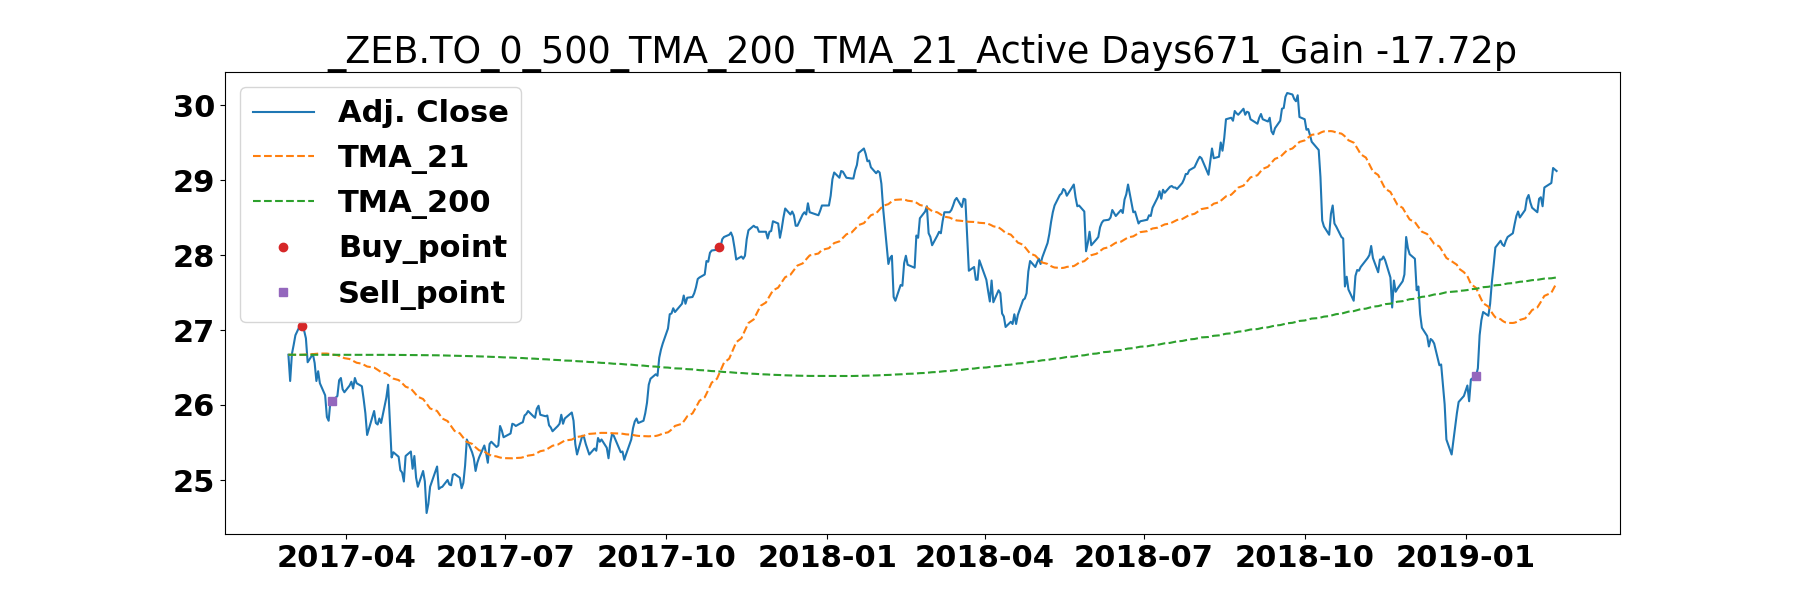 _ZEB.TO_0_500_TMA_200_TMA_21_Active Days671_Gain -17.72p
30
29
28
27
26
25
Adj. Close
TMA_21
TMA_200
Buy_point
Sell_point
2017-04 2017-07 2017-10 2018-01 2018-04 2018-07 2018-10 2019-01